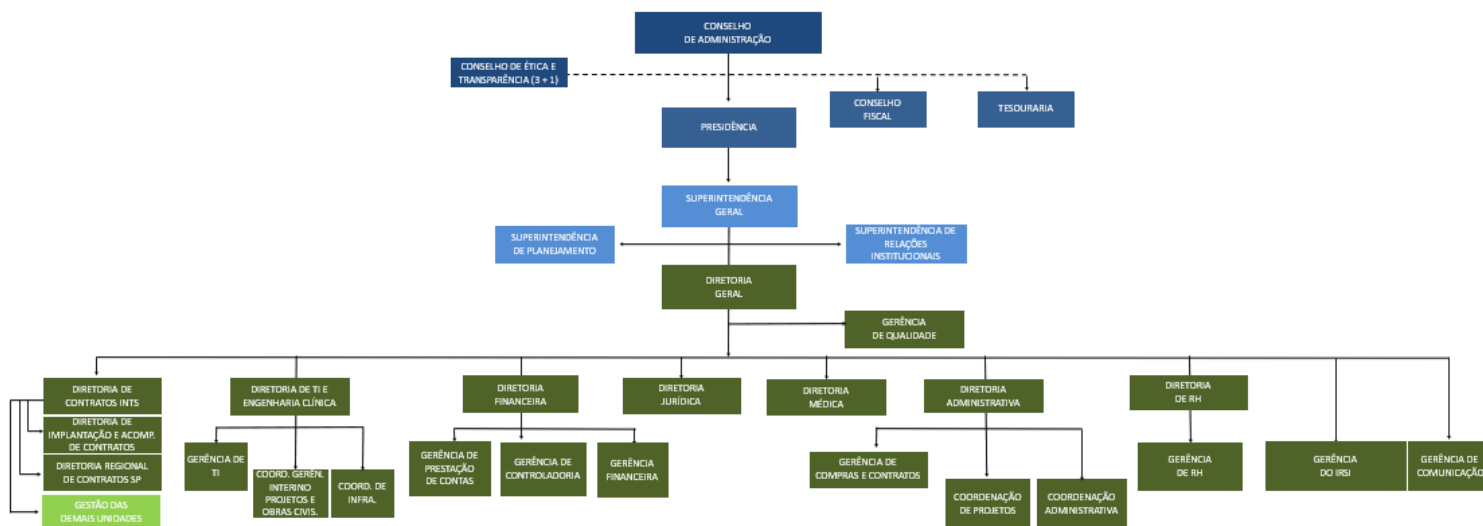 CONSELHO
DE ADMINISTRAÇÃO
CONSELHO DE ÉTICA E
TRANSPARÊNCIA (3 + 1)
CONSELHO
FISCAL
TESOURARIA
PRESIDÊNCIA
SUPERINTENDÊNCIA
GERAL
SUPERINTENDÊNCIA
DE PLANEJAMENTO
SUPERINTENDÊNCIA DE
RELAÇÕES
INSTITUCIONAIS
DIRETORIA
GERAL
GERÊNCIA
DE QUALIDADE
DIRETORIA DE
CONTRATOS INTS
DIRETORIA DE TI E
ENGENHARIA CLÍNICA
DIRETORIA
FINANCEIRA
DIRETORIA
JURÍDICA
DIRETORIA
MÉDICA
DIRETORIA
ADMINISTRATIVA
DIRETORIA
DE RH
DIRETORIA DE
IMPLANTAÇÃO E ACOMP.
DE CONTRATOS
DIRETORIA REGIONAL
DE CONTRATOS SP
GESTÃO DAS
DEMAIS UNIDADES
GERÊNCIA DE
TI
COORD. GERÊN.
INTERINO
PROJETOS E
OBRAS CIVIS.
COORD. DE
INFRA.
GERÊNCIA DE
PRESTAÇÃO
DE CONTAS
GERÊNCIA DE
CONTROLADORIA
GERÊNCIA
FINANCEIRA
GERÊNCIA DE
COMPRAS E CONTRATOS
COORDENAÇÃO
DE PROJETOS
COORDENAÇÃO
ADMINISTRATIVA
GERÊNCIA
DE RH
GERÊNCIA
DO IRSI
GERÊNCIA DE
COMUNICAÇÃO